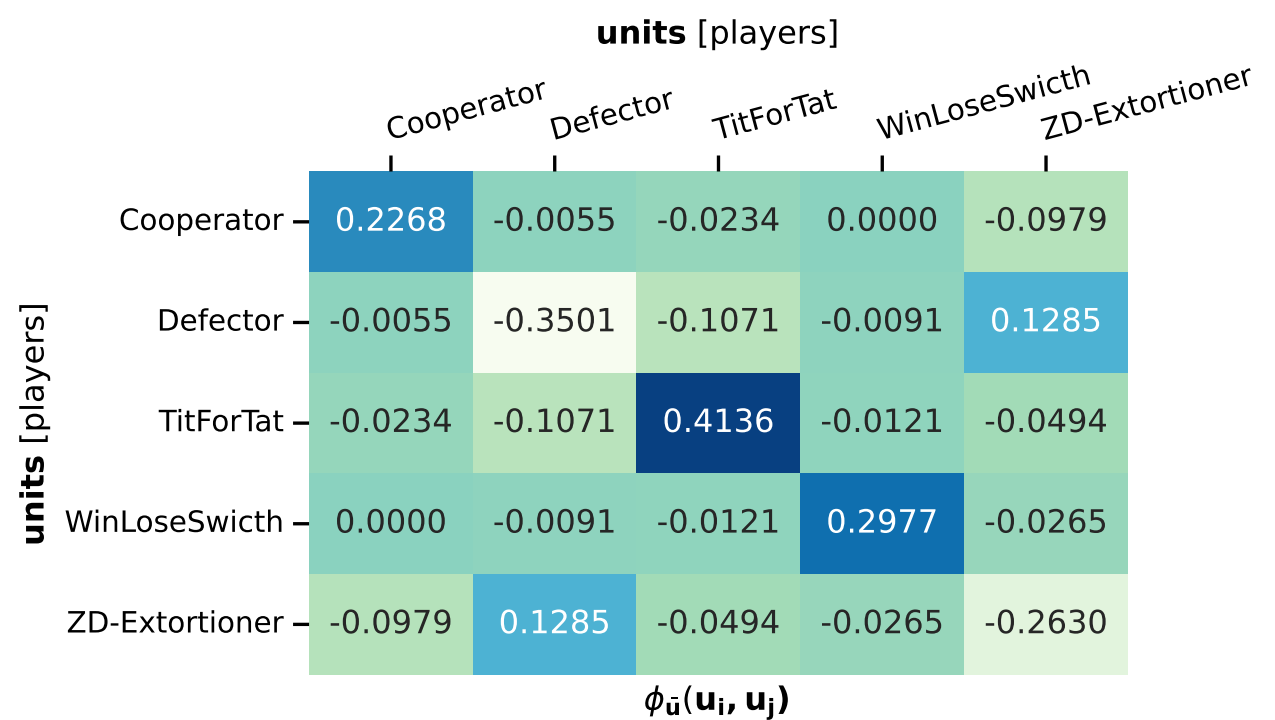 units [players]
Cooperator Defector TitForTat WinLoseSwicth ZD-Extortioner
Cooperator 0.2268 -0.0055 -0.0234 0.0000 -0.0979
Defector -0.0055 -0.3501 -0.1071 -0.0091 0.1285
TitForTat -0.0234 -0.1071 0.4136 -0.0121 -0.0494
WinLoseSwicth 0.0000 -0.0091 -0.0121 0.2977 -0.0265
ZD-Extortioner -0.0979 0.1285 -0.0494 -0.0265 -0.2630
units [players]
ϕū(uᵢ, uⱼ)